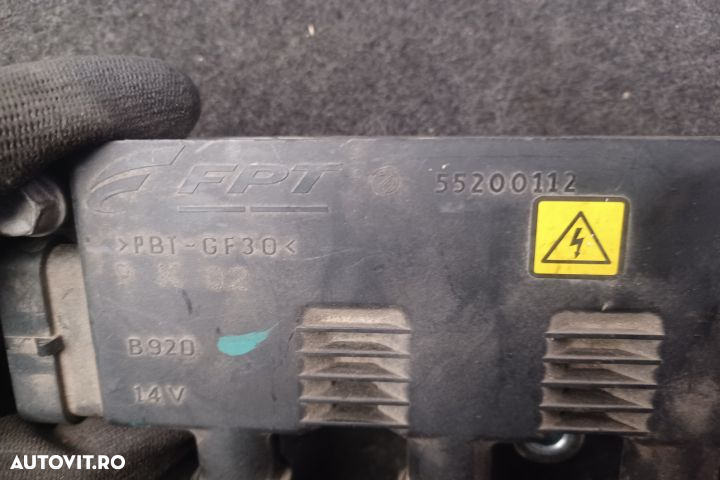 FPT 55200112
>PBT-GF30<
B920
14V
AUTOVIT.RO